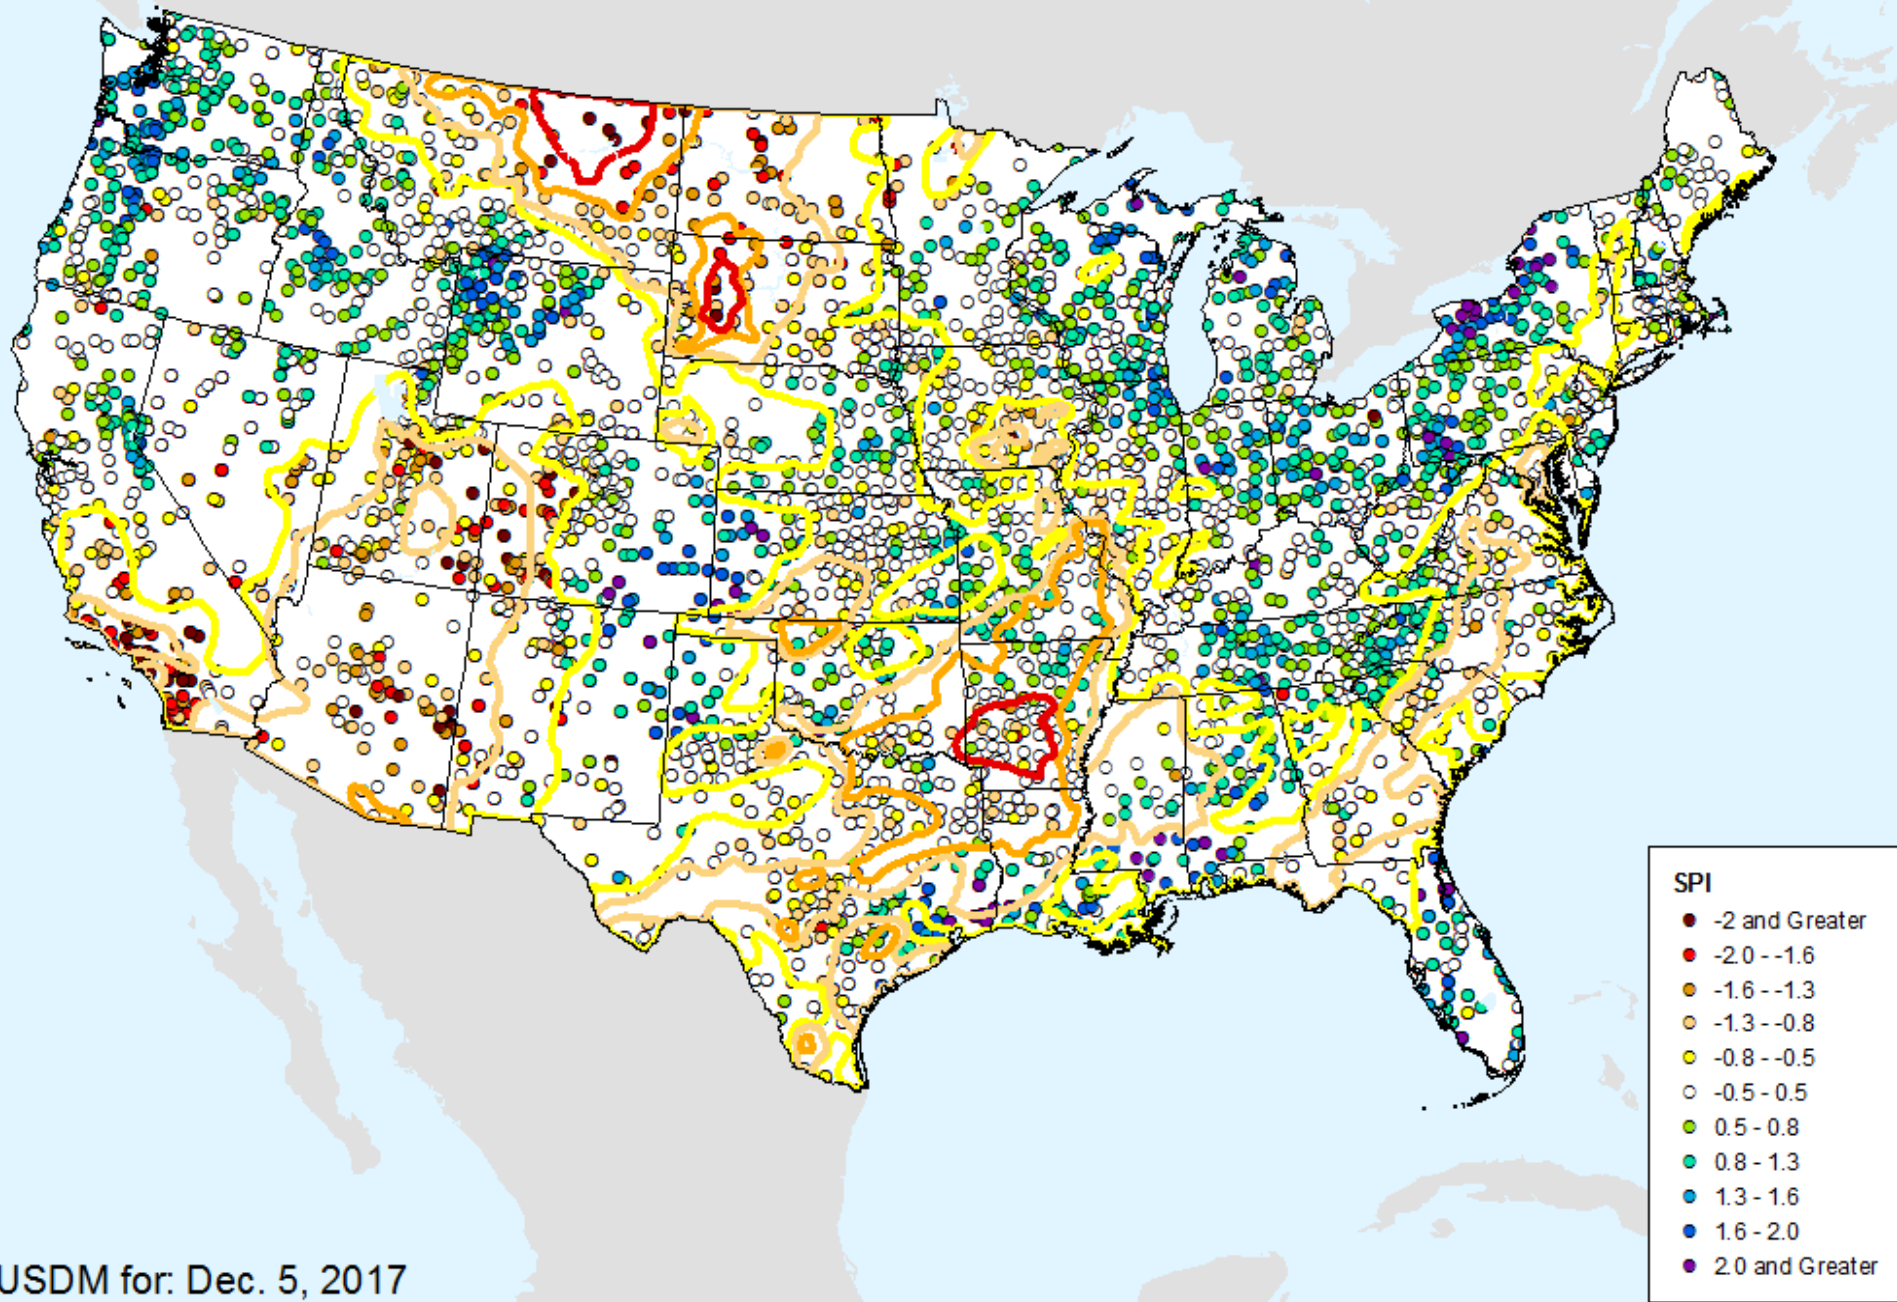 SPI
-2 and Greater
-2.0 - -1.6
-1.6 - -1.3
-1.3 - -0.8
-0.8 - -0.5
-0.5 - 0.5
0.5 - 0.8
0.8 - 1.3
1.3 - 1.6
1.6 - 2.0
2.0 and Greater
USDM for: Dec. 5, 2017